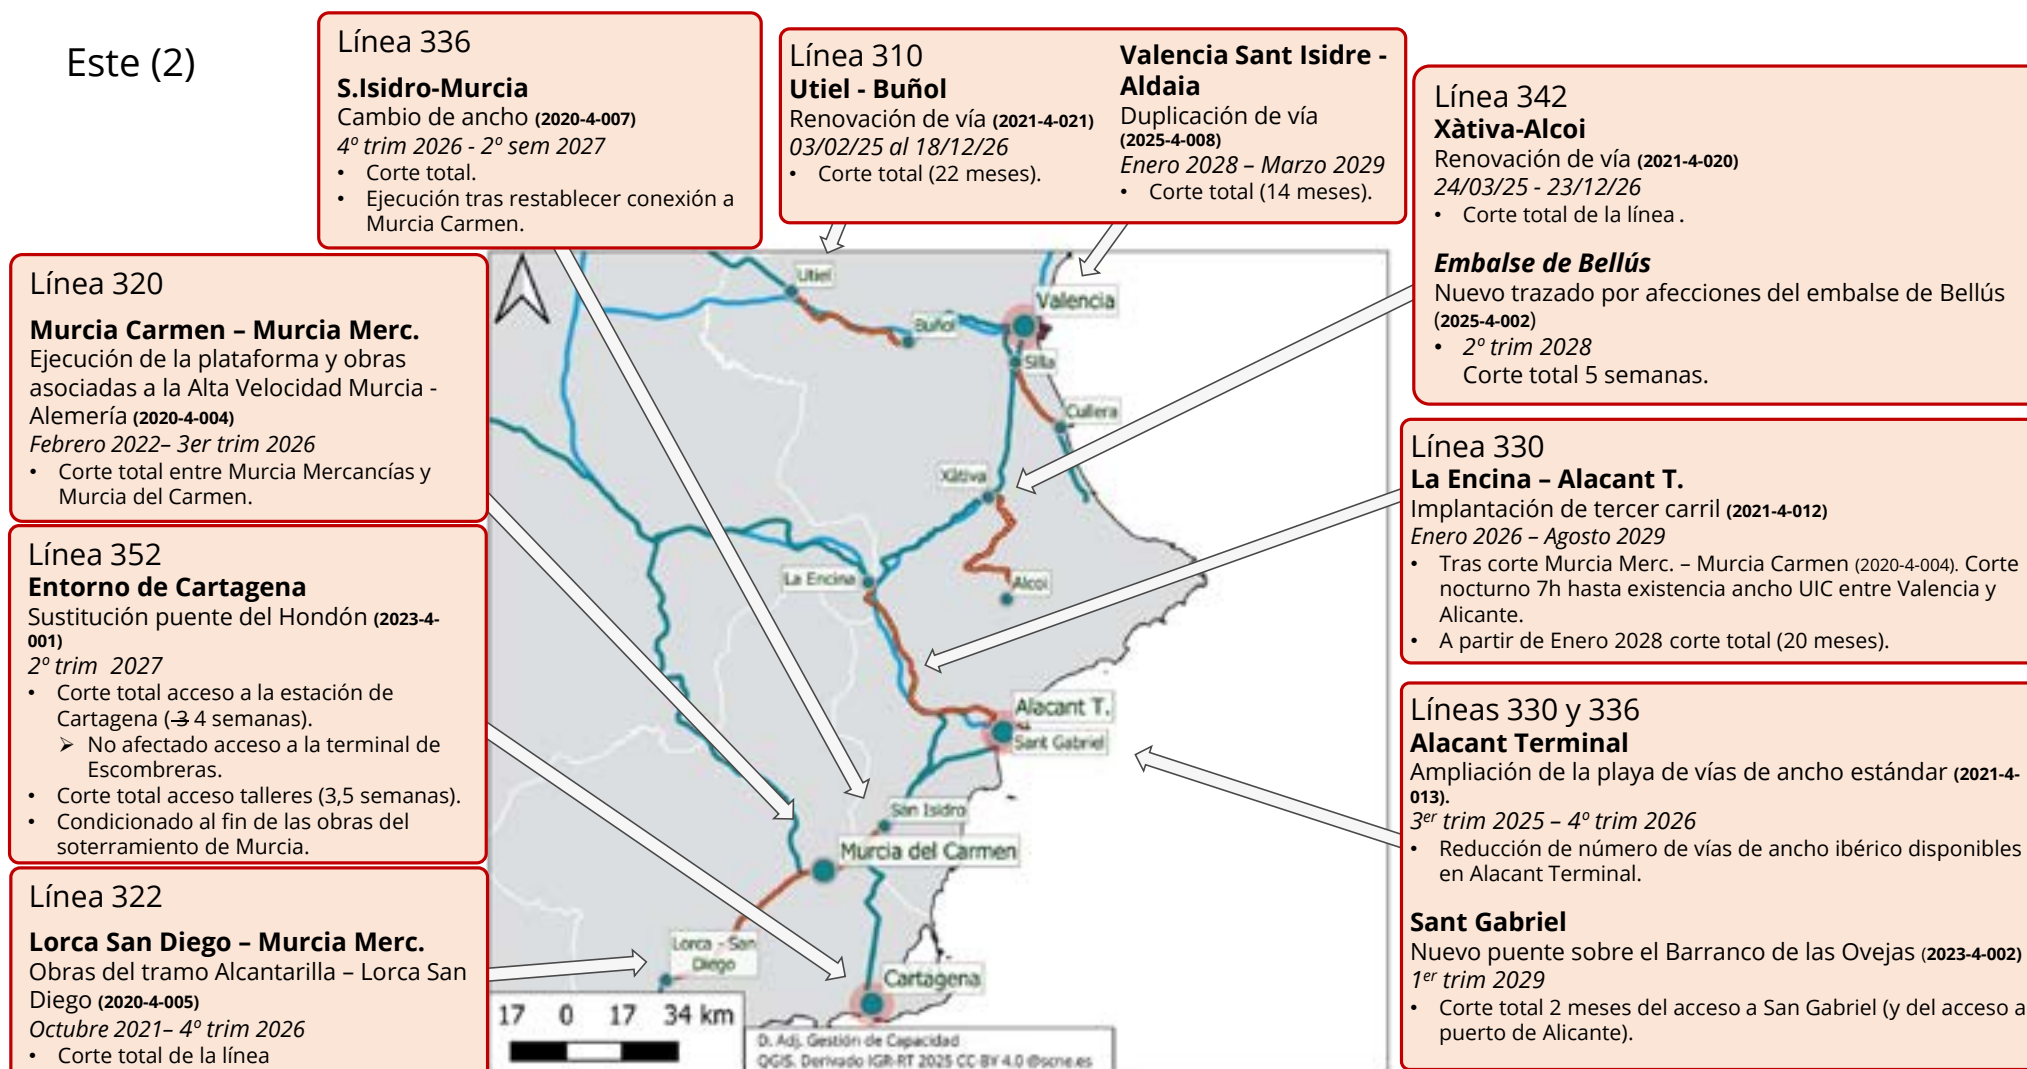 Este (2)
Línea 336
S.Isidro-Murcia
Cambio de ancho (2020-4-007)
4º trim 2026 - 2º sem 2027
• Corte total.
• Ejecución tras restablecer conexión a
Murcia Carmen.
Línea 310
Utiel - Buñol
Renovación de vía (2021-4-021)
03/02/25 al 18/12/26
• Corte total (22 meses).
Valencia Sant Isidre -
Aldaia
Duplicación de vía
(2025-4-008)
Enero 2028 – Marzo 2029
• Corte total (14 meses).
Línea 342
Xàtiva-Alcoi
Renovación de vía (2021-4-020)
24/03/25 - 23/12/26
• Corte total de la línea .
Embalse de Bellús
Nuevo trazado por afecciones del embalse de Bellús
(2025-4-002)
• 2º trim 2028
Corte total 5 semanas.
Línea 320
Murcia Carmen – Murcia Merc.
Ejecución de la plataforma y obras
asociadas a la Alta Velocidad Murcia -
Alemería (2020-4-004)
Febrero 2022– 3er trim 2026
• Corte total entre Murcia Mercancías y
Murcia del Carmen.
Línea 352
Entorno de Cartagena
Sustitución puente del Hondón (2023-4-
001)
2º trim 2027
• Corte total acceso a la estación de
Cartagena (3 4 semanas).
➢ No afectado acceso a la terminal de
Escombreras.
• Corte total acceso talleres (3,5 semanas).
• Condicionado al fin de las obras del
soterramiento de Murcia.
Línea 322
Lorca San Diego – Murcia Merc.
Obras del tramo Alcantarilla – Lorca San
Diego (2020-4-005)
Octubre 2021– 4º trim 2026
• Corte total de la línea
Línea 330
La Encina – Alacant T.
Implantación de tercer carril (2021-4-012)
Enero 2026 – Agosto 2029
• Tras corte Murcia Merc. – Murcia Carmen (2020-4-004). Corte
nocturno 7h hasta existencia ancho UIC entre Valencia y
Alicante.
• A partir de Enero 2028 corte total (20 meses).
Líneas 330 y 336
Alacant Terminal
Ampliación de la playa de vías de ancho estándar (2021-4-
013).
3er trim 2025 – 4º trim 2026
• Reducción de número de vías de ancho ibérico disponibles
en Alacant Terminal.
Sant Gabriel
Nuevo puente sobre el Barranco de las Ovejas (2023-4-002)
1er trim 2029
• Corte total 2 meses del acceso a San Gabriel (y del acceso a
puerto de Alicante).
Utiel
Valencia
Buñol
Silla
Cullera
Xàtiva
La Encina
Alcoi
Alacant T.
Sant Gabriel
San Isidro
Murcia del Carmen
Lorca - San
Diego
Cartagena
17 0 17 34 km
D. Adj. Gestión de Capacidad
QGIS. Derivado IGR-RT 2025 CC-BY 4.0 @scne.es